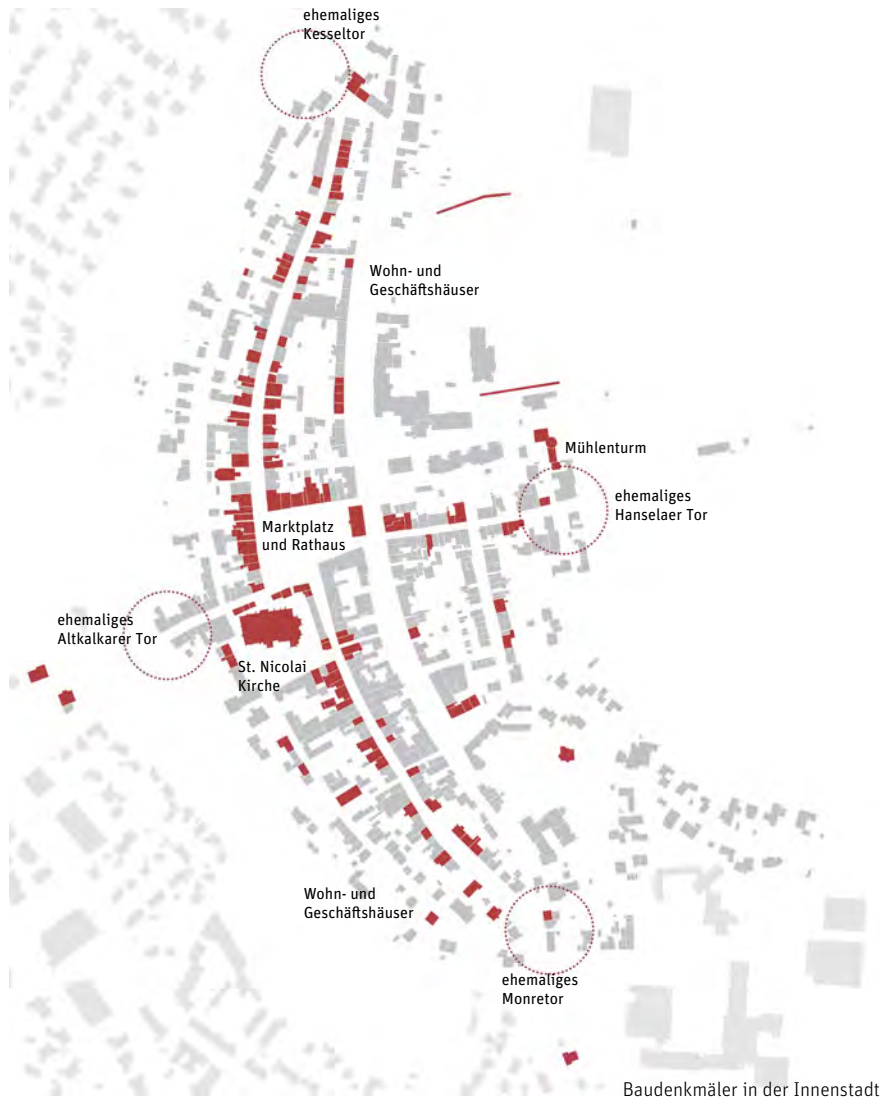 ehemaliges
Kesseltor
Wohn- und
Geschäftshäuser
Mühlenturm
ehemaliges
Hanselaer Tor
Marktplatz
und Rathaus
ehemaliges
Altkalkarer Tor
St. Nicolai
Kirche
Wohn- und
Geschäftshäuser
ehemaliges
Monretor
Baudenkmäler in der Innenstadt